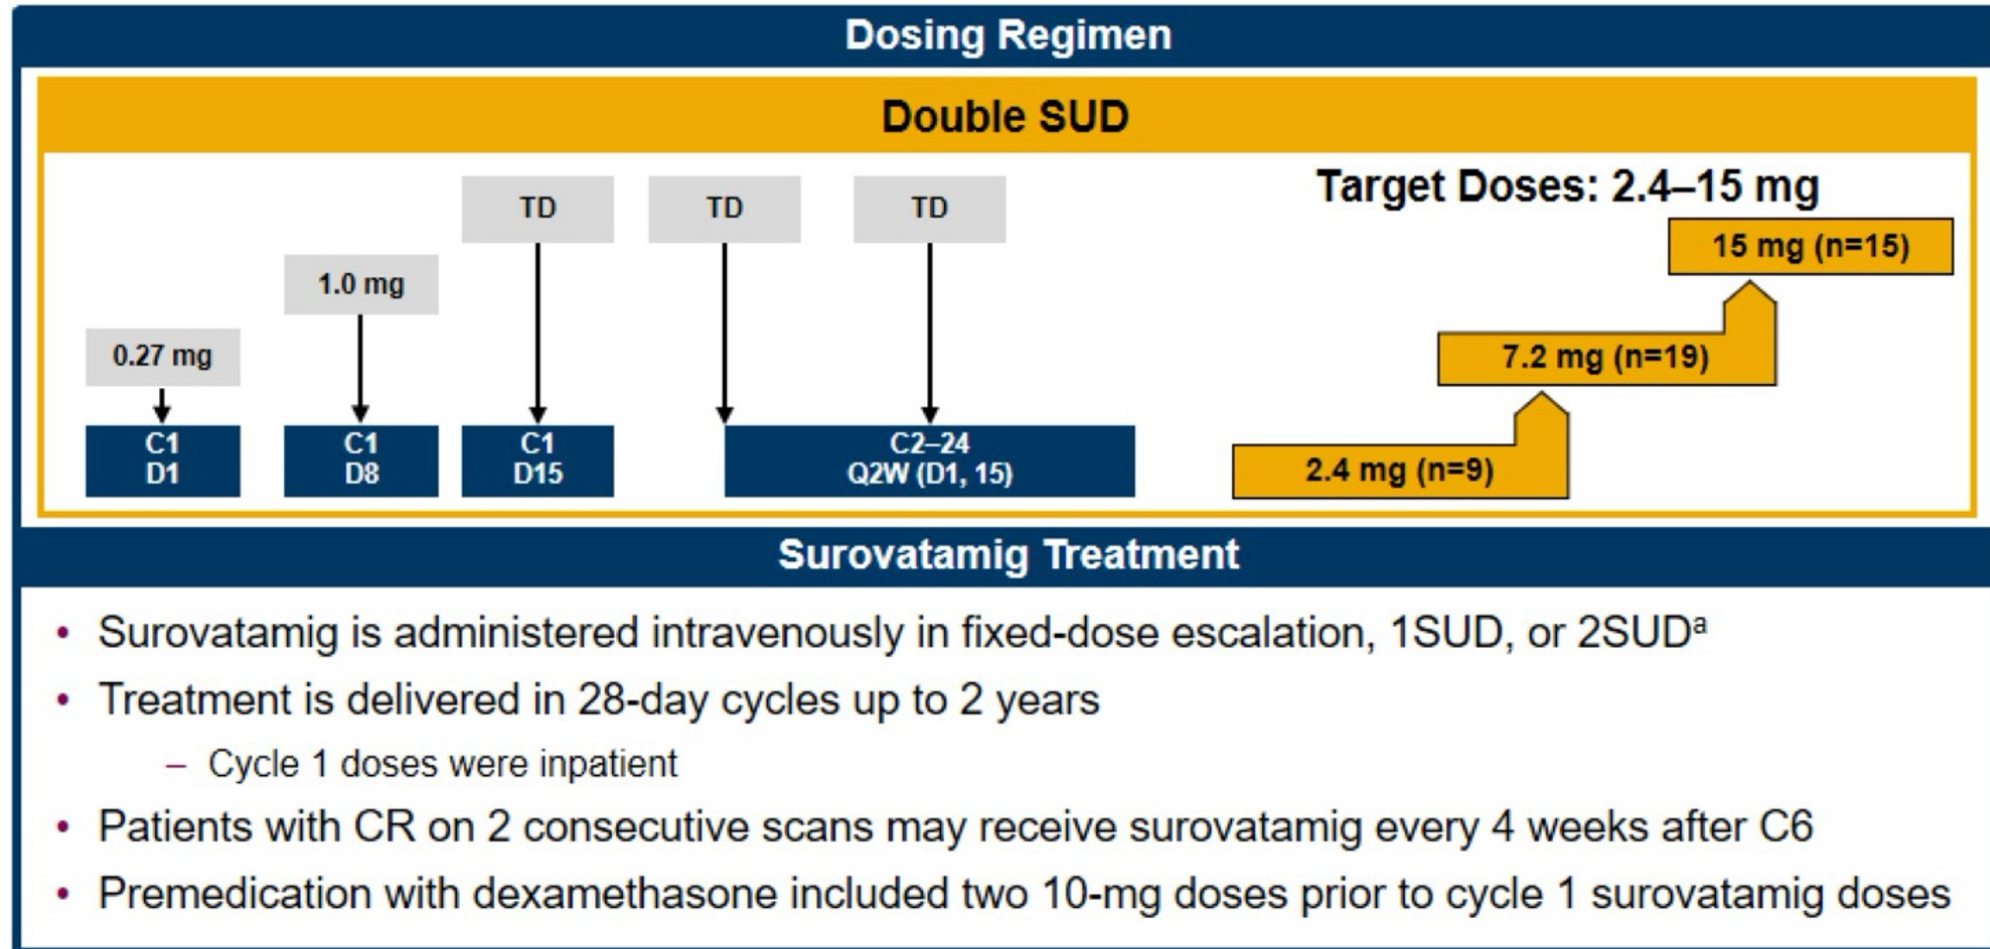 Dosing Regimen
Double SUD
Target Doses: 2.4–15 mg
TD
TD
TD
1.0 mg
0.27 mg
15 mg (n=15)
7.2 mg (n=19)
2.4 mg (n=9)
C1
D1
C1
D8
C1
D15
C2–24
Q2W (D1, 15)
Surovatamig Treatment
• Surovatamig is administered intravenously in fixed-dose escalation, 1SUD, or 2SUDᵃ
• Treatment is delivered in 28-day cycles up to 2 years
– Cycle 1 doses were inpatient
• Patients with CR on 2 consecutive scans may receive surovatamig every 4 weeks after C6
• Premedication with dexamethasone included two 10-mg doses prior to cycle 1 surovatamig doses